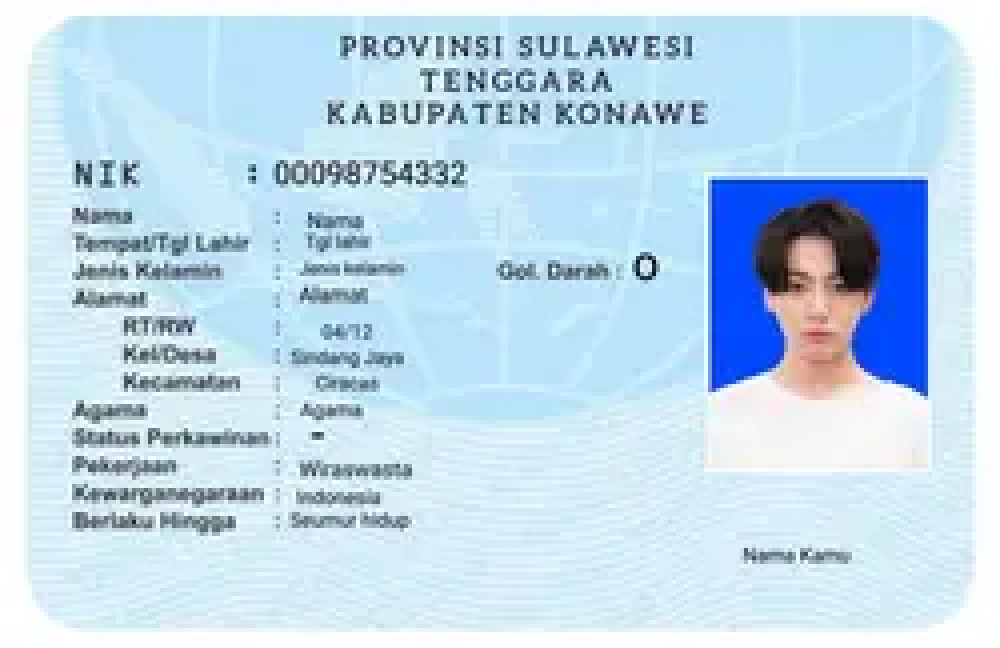 PROVINSI SULAWESI
TENGGARA
KABUPATEN KONAWE
NIK : 00098754332
Nama : Nama
Tempat/Tgl Lahir : Tgl lahir
Jenis Kelamin : Jenis kelamin Gol. Darah : O
Alamat : Alamat
RT/RW : 04/12
Kel/Desa : Sindang Jaya
Kecamatan : Ciracas
Agama : Agama
Status Perkawinan : -
Pekerjaan : Wiraswasta
Kewarganegaraan : Indonesia
Berlaku Hingga : Seumur hidup
Nama Kamu